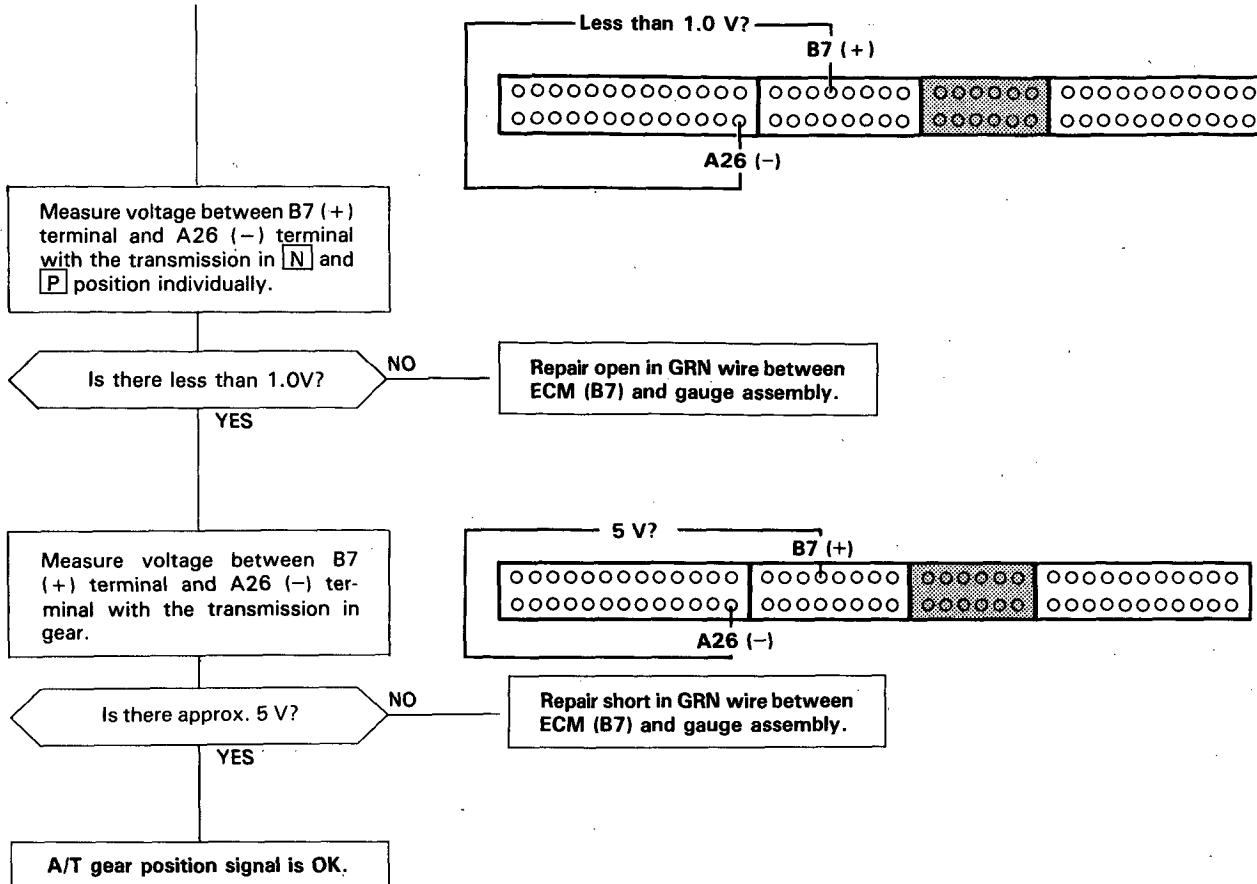 Less than 1.0 V?
B7 (+)
A26 (−)
Measure voltage between B7 (+)
terminal and A26 (−) terminal
with the transmission in N and
P position individually.
Is there less than 1.0V?
NO
Repair open in GRN wire between
ECM (B7) and gauge assembly.
YES
5 V?
B7 (+)
A26 (−)
Measure voltage between B7
(+) terminal and A26 (−) ter-
minal with the transmission in
gear.
Is there approx. 5 V?
NO
Repair short in GRN wire between
ECM (B7) and gauge assembly.
YES
A/T gear position signal is OK.